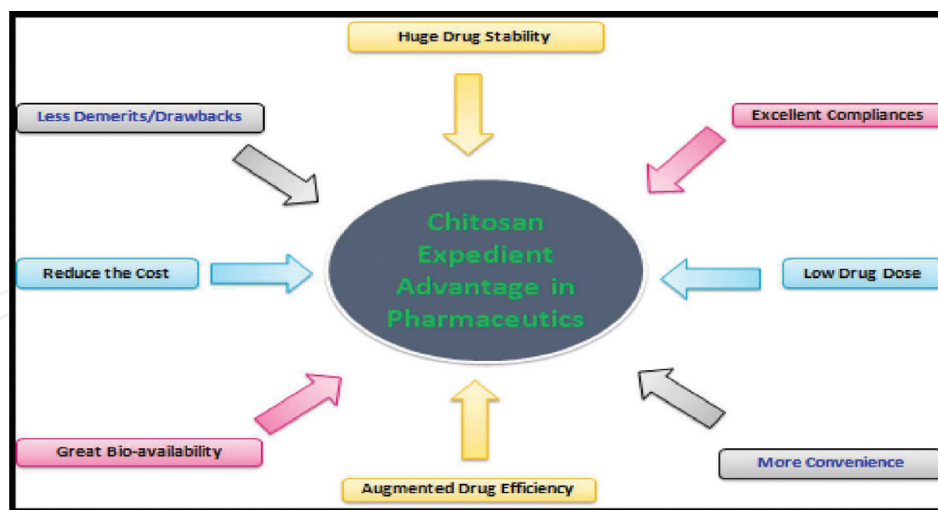 Huge Drug Stability
Less Demerits/Drawbacks
Excellent Compliances
Chitosan
Expedient
Advantage in
Pharmaceutics
Reduce the Cost
Low Drug Dose
Great Bio-availability
More Convenience
Augmented Drug Efficiency